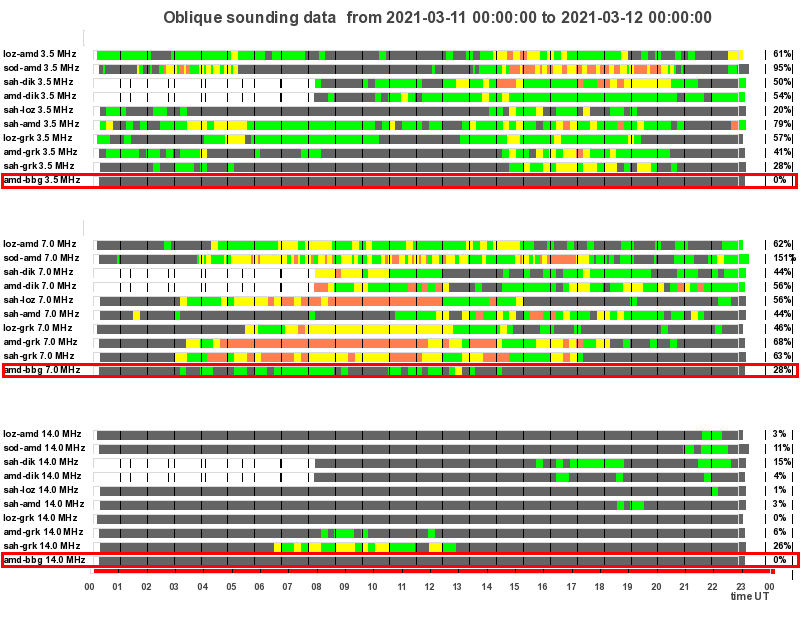 Oblique sounding data from 2021-03-11 00:00:00 to 2021-03-12 00:00:00
loz-amd 3.5 MHz 61%
sod-amd 3.5 MHz 95%
sah-dik 3.5 MHz 50%
amd-dik 3.5 MHz 54%
sah-loz 3.5 MHz 20%
sah-amd 3.5 MHz 79%
loz-grk 3.5 MHz 57%
amd-grk 3.5 MHz 41%
sah-grk 3.5 MHz 28%
amd-bbg 3.5 MHz 0%
loz-amd 7.0 MHz 62%
sod-amd 7.0 MHz 151%
sah-dik 7.0 MHz 44%
amd-dik 7.0 MHz 56%
sah-loz 7.0 MHz 56%
sah-amd 7.0 MHz 44%
loz-grk 7.0 MHz 46%
amd-grk 7.0 MHz 68%
sah-grk 7.0 MHz 63%
amd-bbg 7.0 MHz 28%
loz-amd 14.0 MHz 3%
sod-amd 14.0 MHz 11%
sah-dik 14.0 MHz 15%
amd-dik 14.0 MHz 4%
sah-loz 14.0 MHz 1%
sah-amd 14.0 MHz 3%
loz-grk 14.0 MHz 0%
amd-grk 14.0 MHz 6%
sah-grk 14.0 MHz 26%
amd-bbg 14.0 MHz 0%
00 01 02 03 04 05 06 07 08 09 10 11 12 13 14 15 16 17 18 19 20 21 22 23 00
time UT